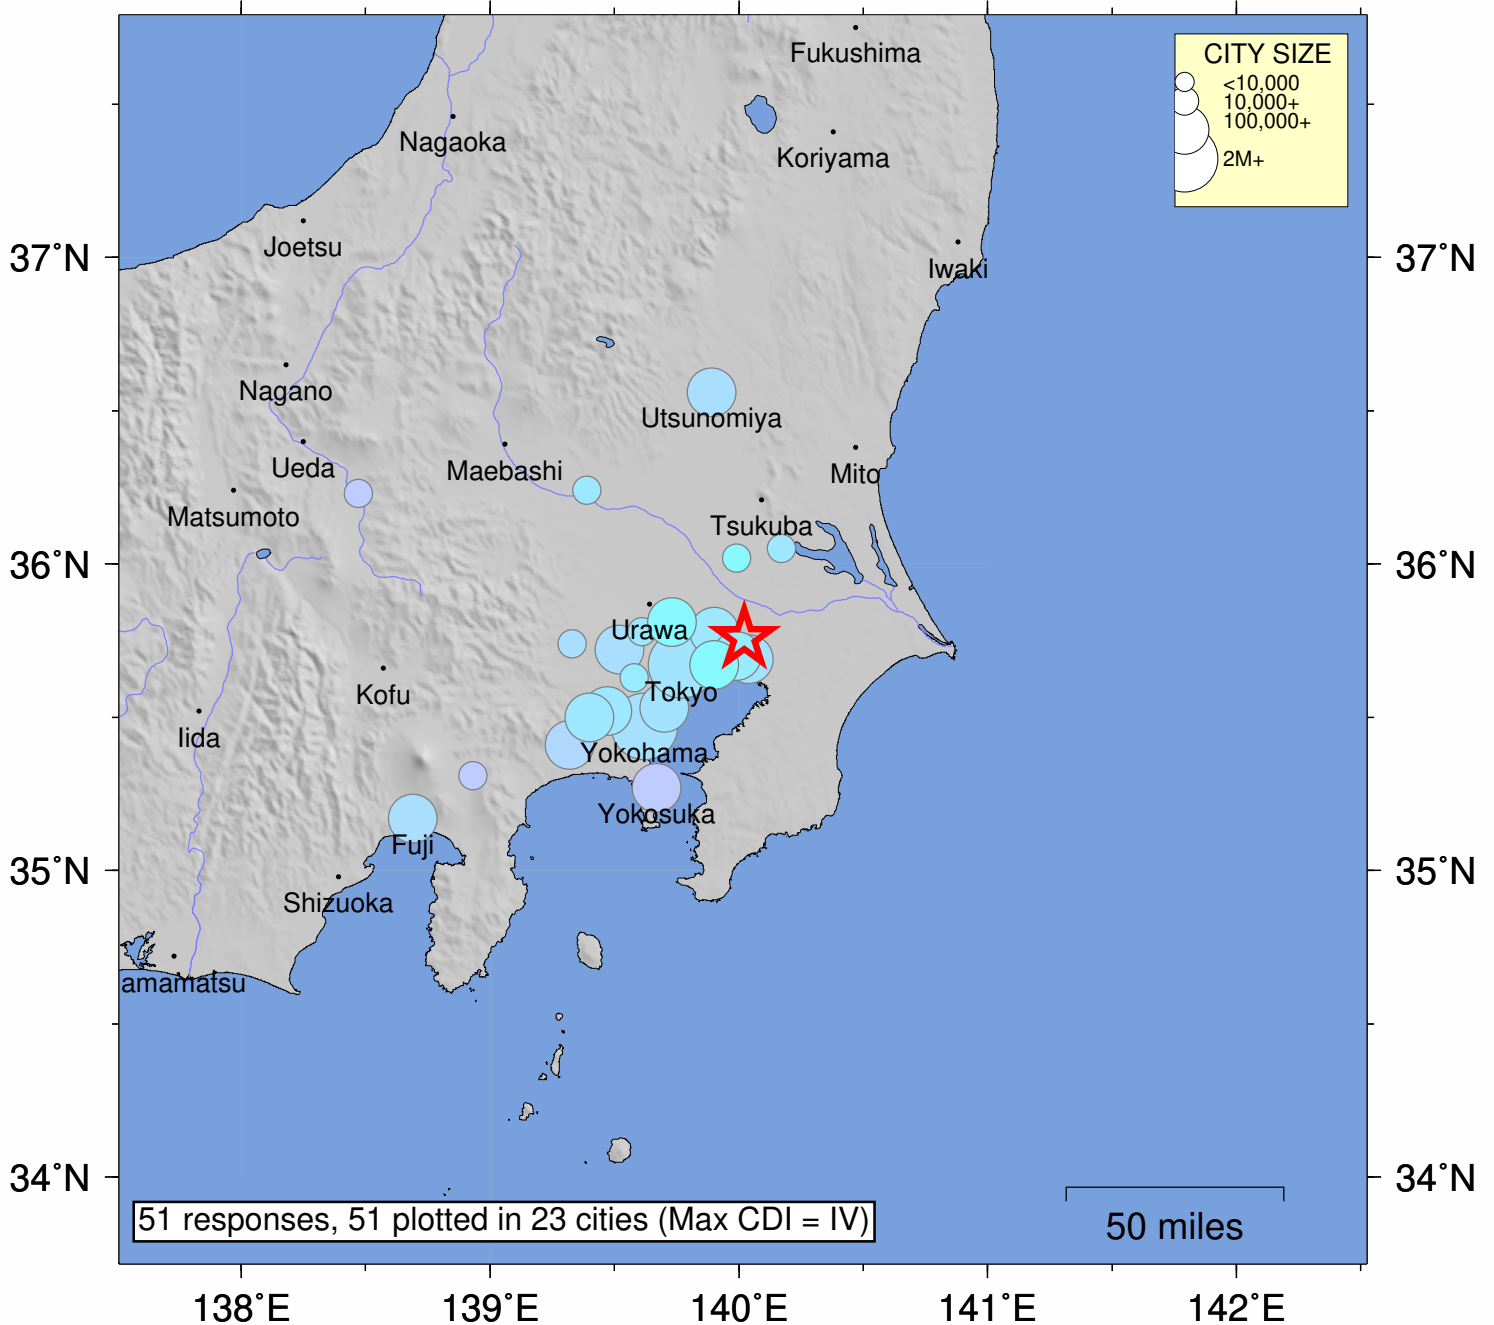 Fukushima
CITY SIZE
<10,000
10,000+
100,000+
2M+
Nagaoka
Koriyama
Joetsu
37°N
37°N
Iwaki
Nagano
Utsunomiya
Ueda
Maebashi
Mito
Matsumoto
Tsukuba
36°N
36°N
Urawa
Kofu
Tokyo
Iida
Yokohama
Yokosuka
Fuji
35°N
35°N
Shizuoka
amamatsu
34°N
34°N
51 responses, 51 plotted in 23 cities (Max CDI = IV)
50 miles
138°E
139°E
140°E
141°E
142°E